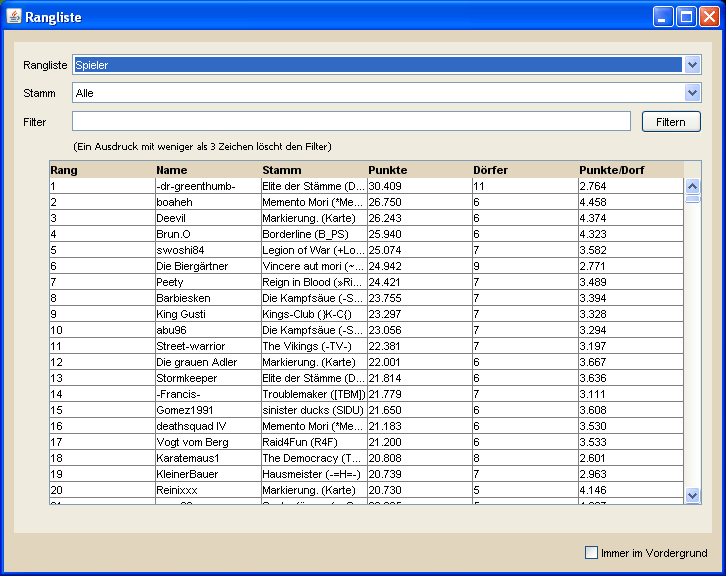 Rangliste
Rangliste Spieler
Stamm Alle
Filter Filtern
(Ein Ausdruck mit weniger als 3 Zeichen löscht den Filter)
Rang Name Stamm Punkte Dörfer Punkte/Dorf
1 -dr-greenthumb- Elite der Stämme (D... 30.409 11 2.764
2 boaheh Memento Mori (*Me... 26.750 6 4.458
3 Deevil Markierung. (Karte) 26.243 6 4.374
4 Brun.O Borderline (B_PS) 25.940 6 4.323
5 swoshi84 Legion of War (+Lo... 25.074 7 3.582
6 Die Biergärtner Vincere aut mori (~... 24.942 9 2.771
7 Peety Reign in Blood (»Ri... 24.421 7 3.489
8 Barbiesken Die Kampfsäue (-S... 23.755 7 3.394
9 King Gusti Kings-Club (}K-C{) 23.297 7 3.328
10 abu96 Die Kampfsäue (-S... 23.056 7 3.294
11 Street-warrior The Vikings (-TV-) 22.381 7 3.197
12 Die grauen Adler Markierung. (Karte) 22.001 6 3.667
13 Stormkeeper Elite der Stämme (D... 21.814 6 3.636
14 -Francis- Troublemaker ([TBM]) 21.779 7 3.111
15 Gomez1991 sinister ducks (SIDU) 21.650 6 3.608
16 deathsquad IV Memento Mori (*Me... 21.183 6 3.530
17 Vogt vom Berg Raid4Fun (R4F) 21.200 6 3.533
18 Karatemaus1 The Democracy (T... 20.808 8 2.601
19 KleinerBauer Hausmeister (-=H=-) 20.739 7 2.963
20 Reinixxx Markierung. (Karte) 20.730 5 4.146
Immer im Vordergrund